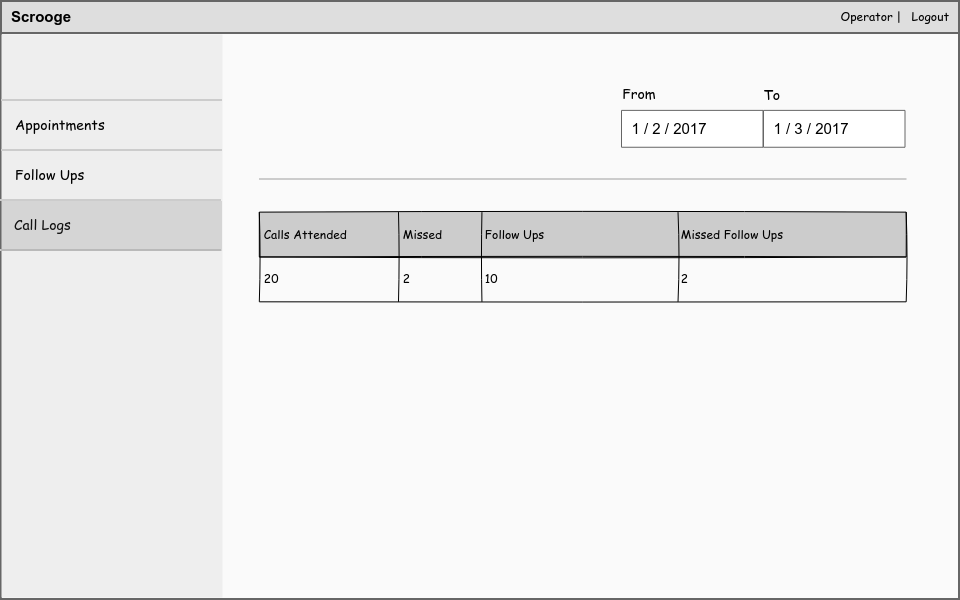 Scrooge
Operator | Logout
Appointments
Follow Ups
Call Logs
From To
1 / 2 / 2017 1 / 3 / 2017
Calls Attended Missed Follow Ups Missed Follow Ups
20 2 10 2